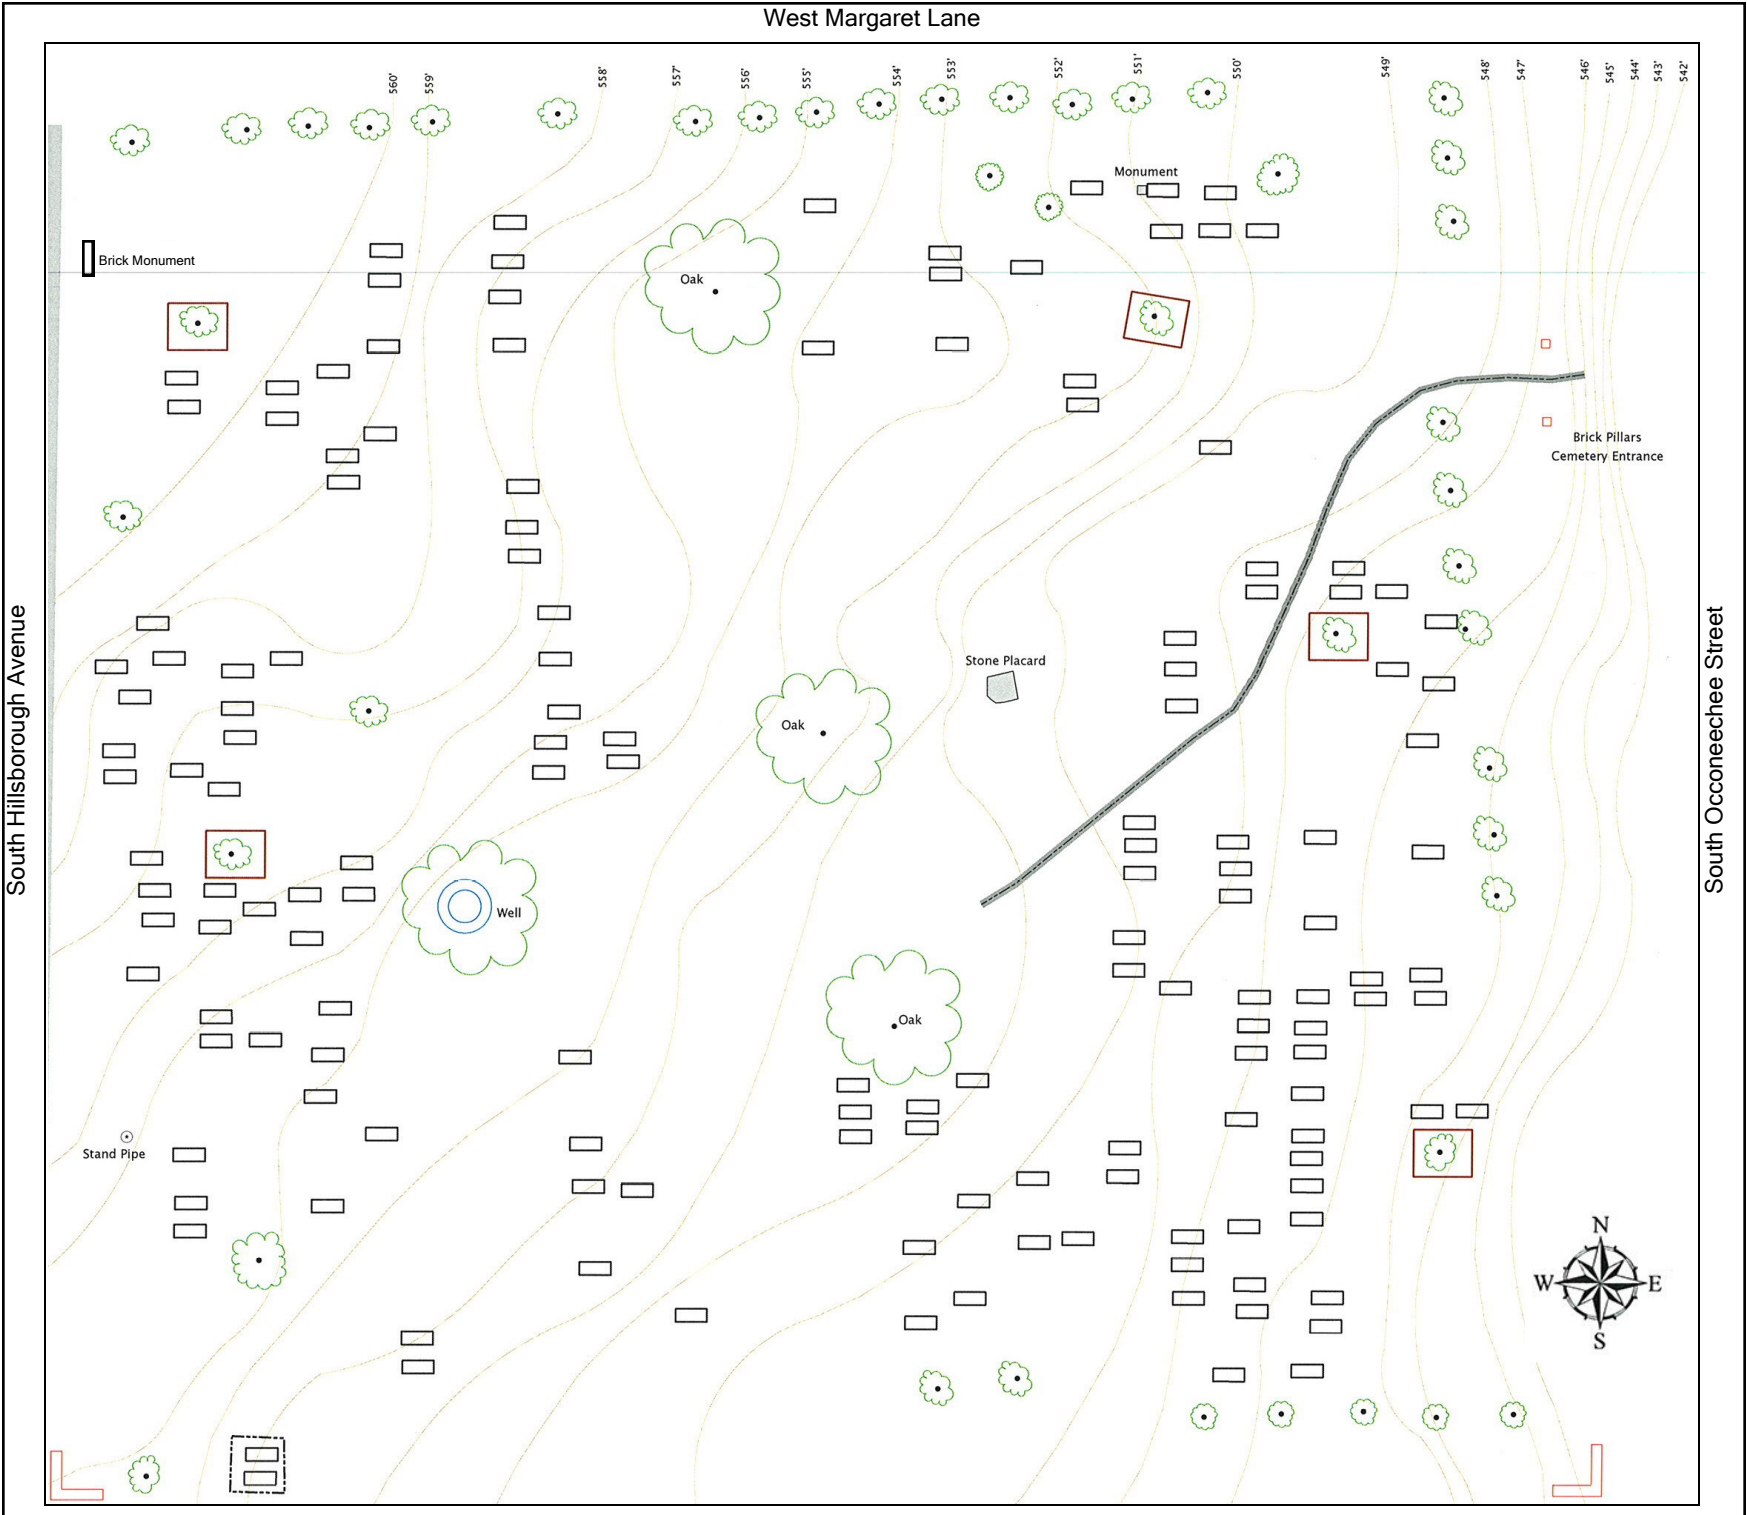 West Margaret Lane
560'
559'
558'
557'
556'
555'
554'
553'
552'
551'
550'
549'
548'
547'
546'
545'
544'
543'
542'
Monument
Brick Monument
Oak
Brick Pillars
Cemetery Entrance
South Hillsborough Avenue
South Occoneechee Street
Stone Placard
Oak
Well
Oak
Stand Pipe
N
W
E
S